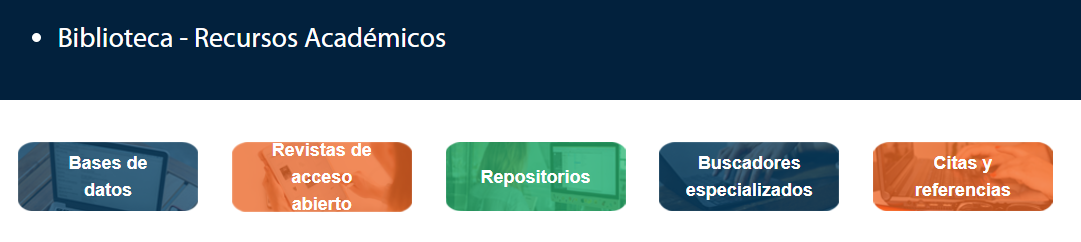 Biblioteca - Recursos Académicos
Bases de
datos
Revistas de
acceso
abierto
Repositorios
Buscadores
especializados
Citas y
referencias